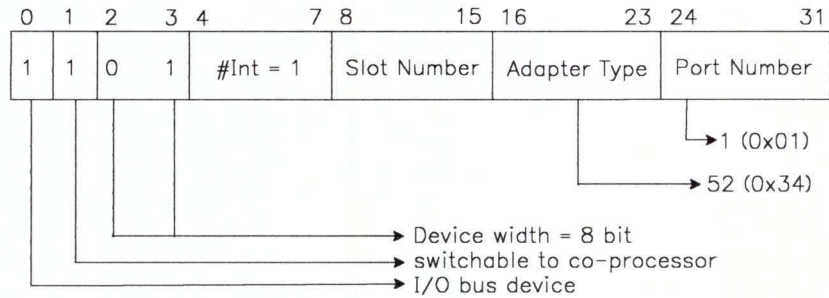 0 1 2 3 4 7 8 15 16 23 24 31
1 1 0 1 #Int = 1 Slot Number Adapter Type Port Number
1 (0x01)
52 (0x34)
Device width = 8 bit
switchable to co-processor
I/O bus device